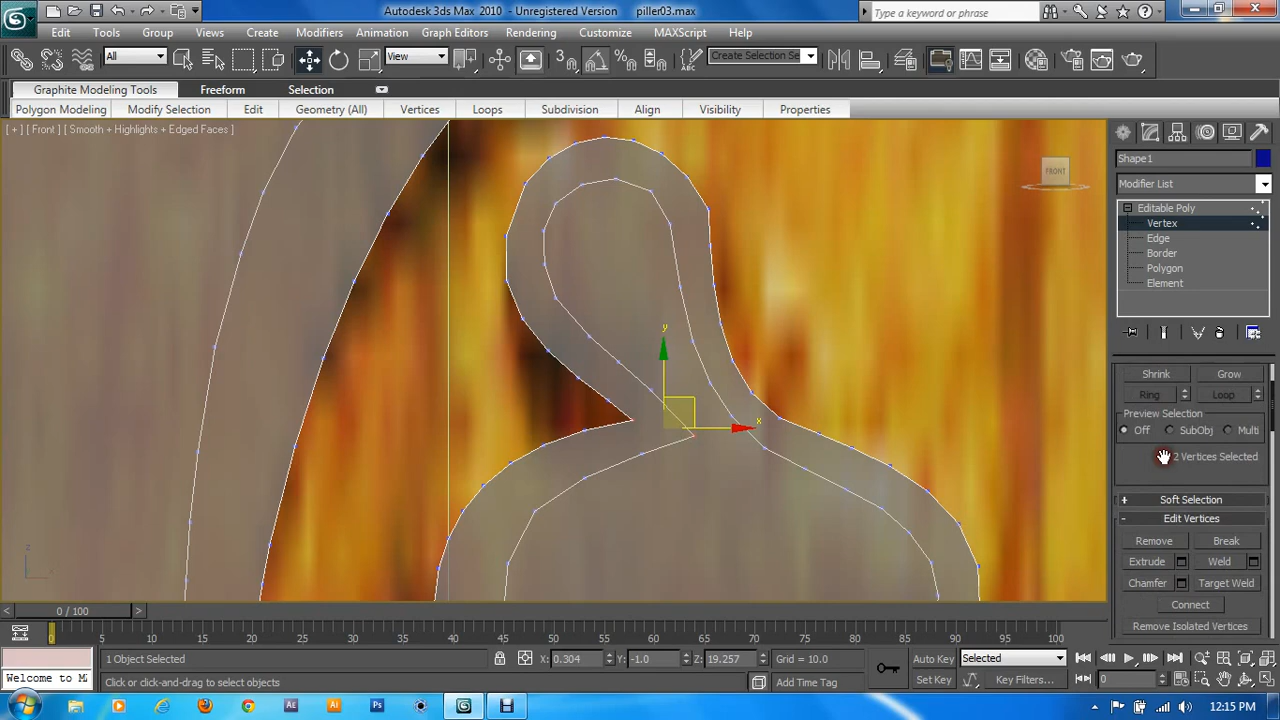 Autodesk 3ds Max 2010 - Unregistered Version piller03.max
Type a keyword or phrase
Edit Tools Group Views Create Modifiers Animation Graph Editors Rendering Customize MAXScript Help
All View 3 Create Selection Se
Graphite Modeling Tools Freeform Selection
Polygon Modeling Modify Selection Edit Geometry (All) Vertices Loops Subdivision Align Visibility Properties
[ + ] [ Front ] [ Smooth + Highlights + Edged Faces ]
FRONT
y
x
z
Shape1
Modifier List
Editable Poly
Vertex
Edge
Border
Polygon
Element
Shrink Grow
Ring Loop
Preview Selection
Off SubObj Multi
2 Vertices Selected
+ Soft Selection
- Edit Vertices
Remove Break
Extrude Weld
Chamfer Target Weld
Connect
Remove Isolated Vertices
< 0 / 100 >
0 5 10 15 20 25 30 35 40 45 50 55 60 65 70 75 80 85 90 95 100
1 Object Selected X: 0.304 Y: -1.0 Z: 19.257 Grid = 10.0 Auto Key Selected
Welcome to M Click or click-and-drag to select objects Add Time Tag Set Key Key Filters... 0
12:15 PM